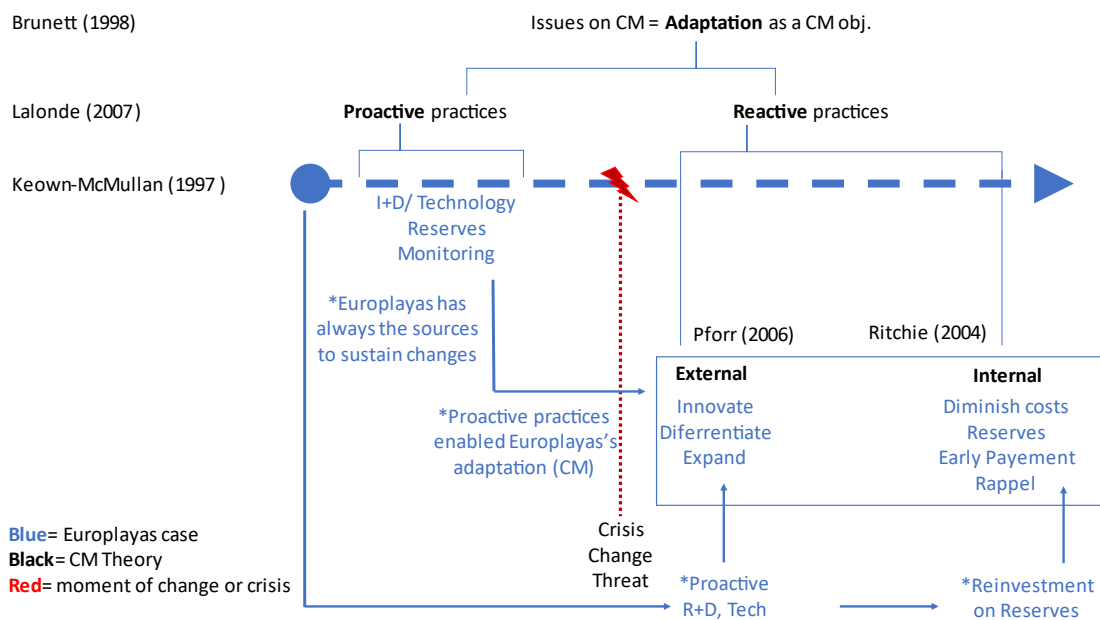 Brunett (1998)
Issues on CM = Adaptation as a CM obj.
Lalonde (2007)
Proactive practices
Reactive practices
Keown-McMullan (1997 )
I+D/ Technology
Reserves
Monitoring
*Europlayas has
always the sources
to sustain changes
*Proactive practices
enabled Europlayas's
adaptation (CM)
Pforr (2006)
Ritchie (2004)
External
Innovate
Diferrentiate
Expand
Internal
Diminish costs
Reserves
Early Payement
Rappel
Crisis
Change
Threat
Blue= Europlayas case
Black= CM Theory
Red= moment of change or crisis
*Proactive
R+D, Tech
*Reinvestment
on Reserves